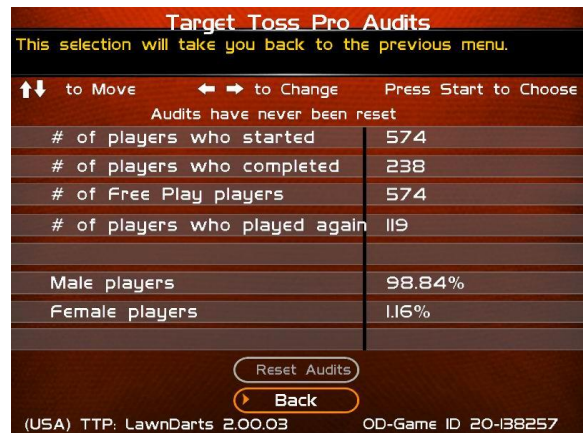 Target Toss Pro Audits
This selection will take you back to the previous menu.
to Move to Change Press Start to Choose
Audits have never been reset
# of players who started 574
# of players who completed 238
# of Free Play players 574
# of players who played again 119
Male players 98.84%
Female players 1.16%
Reset Audits
Back
(USA) TTP: LawnDarts 2.00.03 OD-Game ID 20-138257